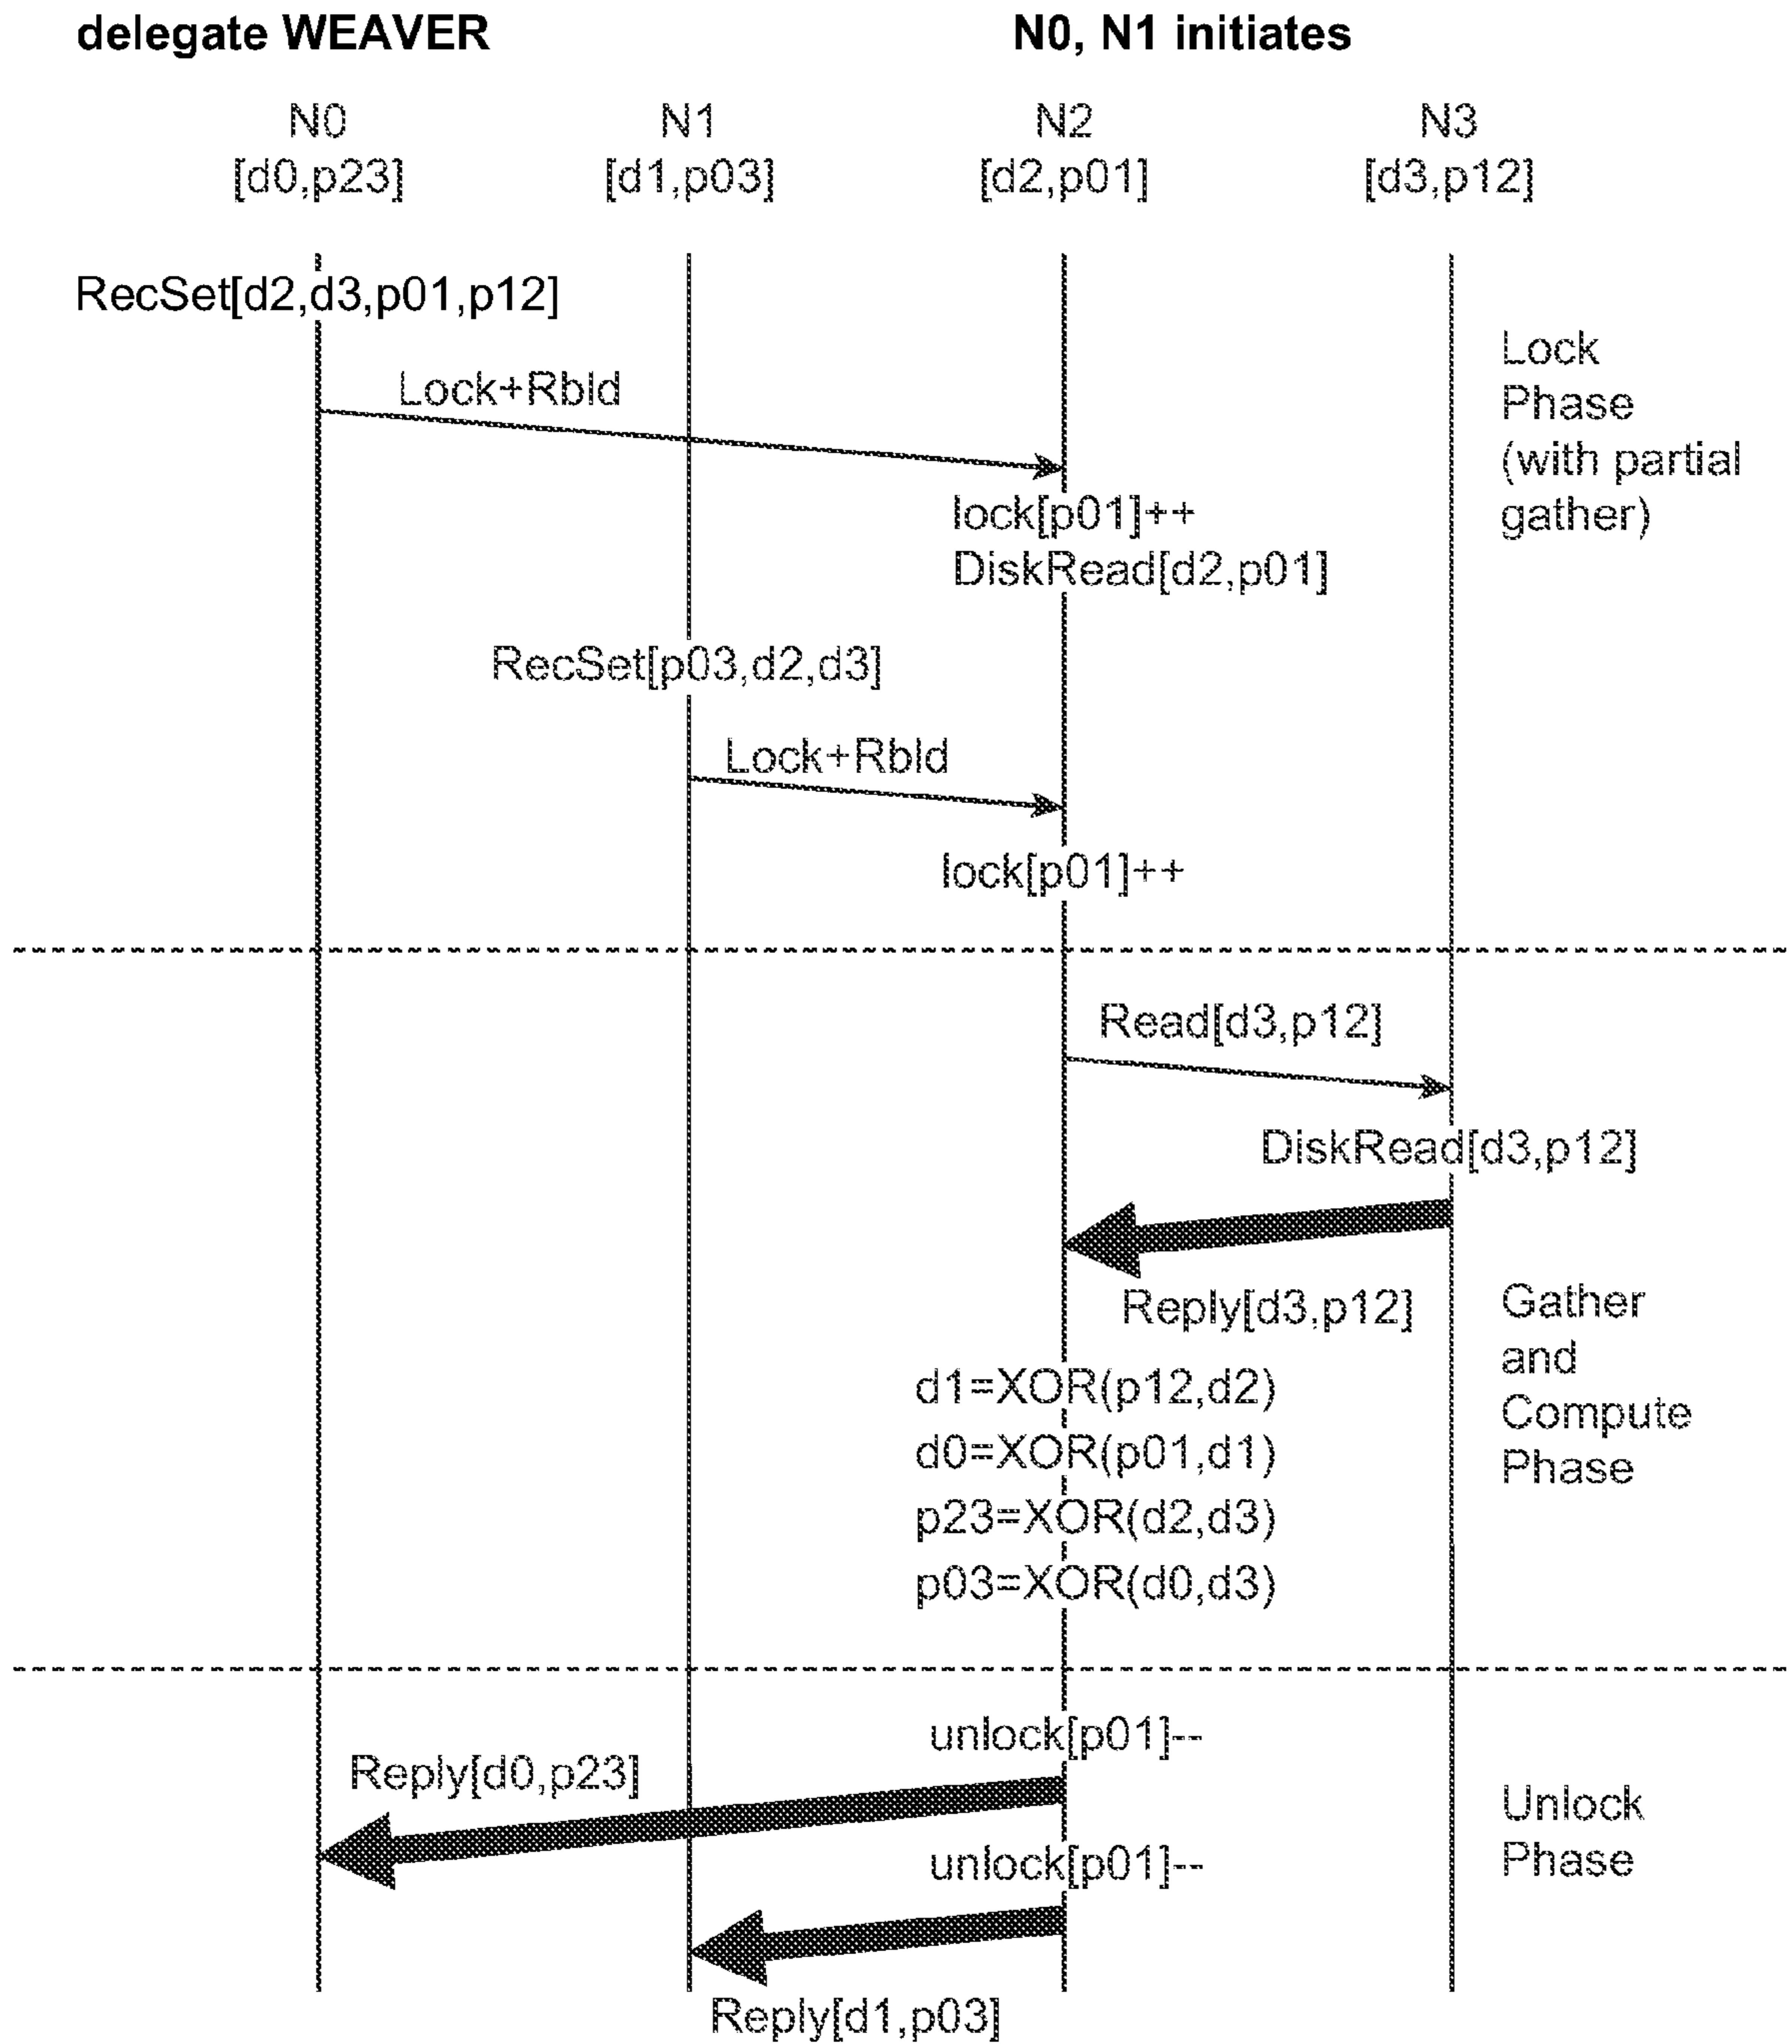 delegate WEAVER
N0, N1 initiates
N0
N1
N2
N3
[d0,p23]
[d1,p03]
[d2,p01]
[d3,p12]
RecSet[d2,d3,p01,p12]
Lock+Rbld
Lock
Phase
(with partial
gather)
lock[p01]++
DiskRead[d2,p01]
RecSet[p03,d2,d3]
Lock+Rbld
lock[p01]++
Read[d3,p12]
DiskRead[d3,p12]
Reply[d3,p12]
Gather
and
Compute
Phase
d1=XOR(p12,d2)
d0=XOR(p01,d1)
p23=XOR(d2,d3)
p03=XOR(d0,d3)
unlock[p01]--
Reply[d0,p23]
Unlock
Phase
unlock[p01]--
Reply[d1,p03]